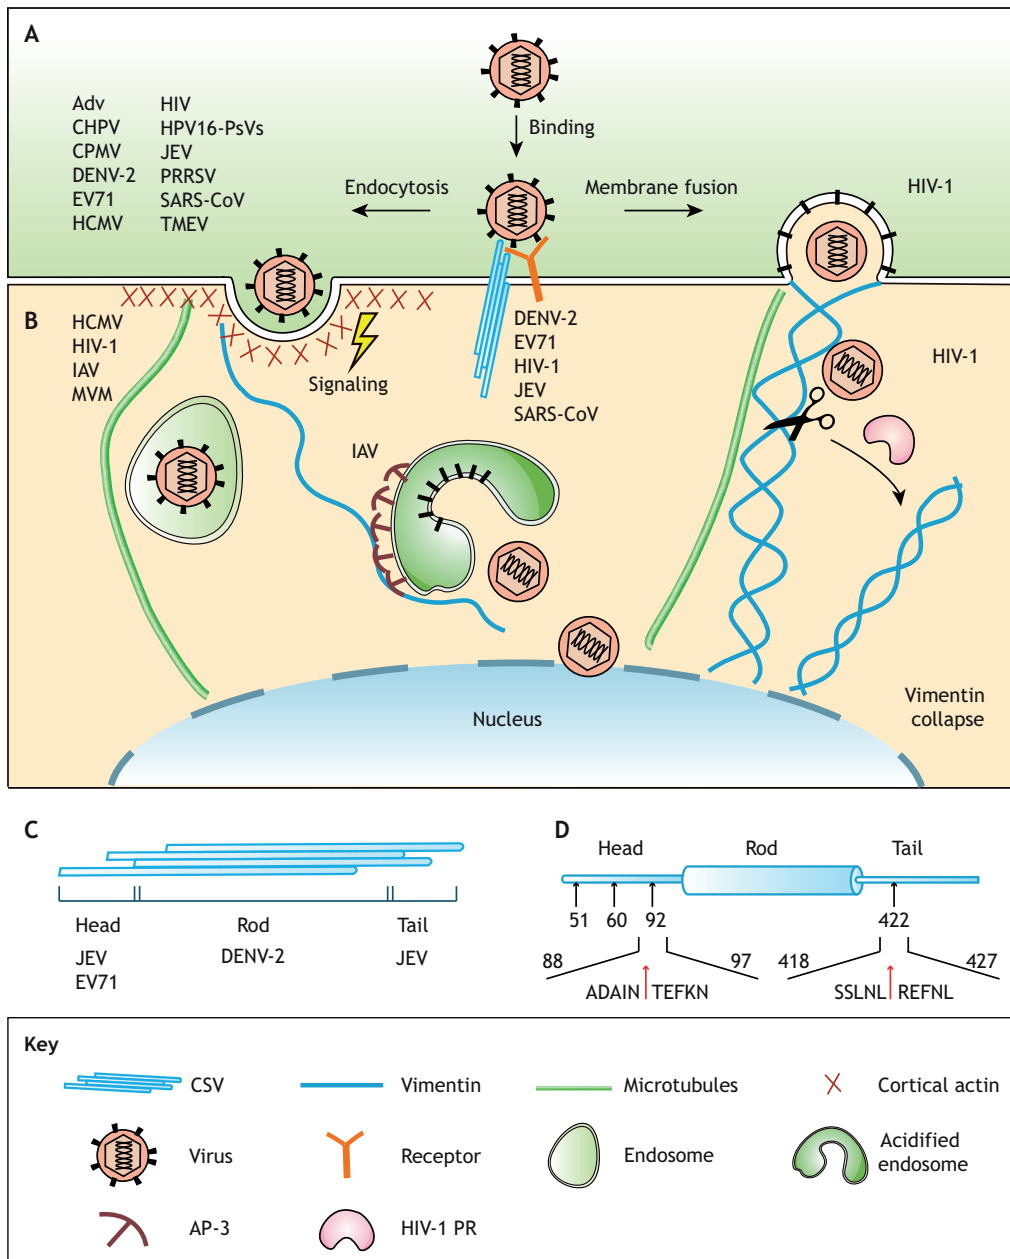 A
Binding
Adv
CHPV
CPMV
DENV-2
EV71
HCMV
HIV
HPV16-PsVs
JEV
PRRSV
SARS-CoV
TMEV
Endocytosis
Membrane fusion
HIV-1
B
HCMV
HIV-1
IAV
MVM
Signaling
DENV-2
EV71
HIV-1
JEV
SARS-CoV
HIV-1
IAV
Nucleus
Vimentin
collapse
C
Head
Rod
Tail
JEV
EV71
DENV-2
JEV
D
Head
Rod
Tail
51
60
92
422
88
97
418
427
ADAIN
TEFKN
SSLNL
REFNL
Key
CSV
Vimentin
Microtubules
Cortical actin
Virus
Receptor
Endosome
Acidified
endosome
AP-3
HIV-1 PR